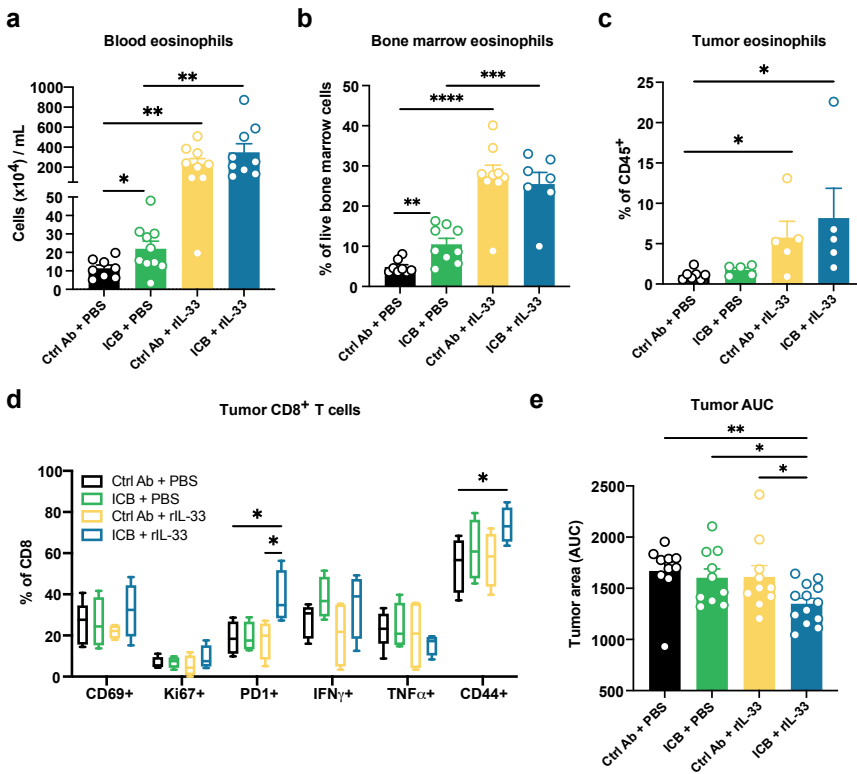 a
Blood eosinophils
**
**
*
Cells (x10⁴) / mL
1000
800
600
400
200
50
40
30
20
10
0
Ctrl Ab + PBS
ICB + PBS
Ctrl Ab + rIL-33
ICB + rIL-33
b
Bone marrow eosinophils
***
****
**
% of live bone marrow cells
50
40
30
20
10
0
Ctrl Ab + PBS
ICB + PBS
Ctrl Ab + rIL-33
ICB + rIL-33
c
Tumor eosinophils
*
*
% of CD45⁺
25
20
15
10
5
0
Ctrl Ab + PBS
ICB + PBS
Ctrl Ab + rIL-33
ICB + rIL-33
d
Tumor CD8⁺ T cells
Ctrl Ab + PBS
ICB + PBS
Ctrl Ab + rIL-33
ICB + rIL-33
*
*
*
% of CD8
100
80
60
40
20
0
CD69+
Ki67+
PD1+
IFNγ+
TNFα+
CD44+
e
Tumor AUC
**
*
*
Tumor area (AUC)
2500
2000
1500
1000
500
Ctrl Ab + PBS
ICB + PBS
Ctrl Ab + rIL-33
ICB + rIL-33